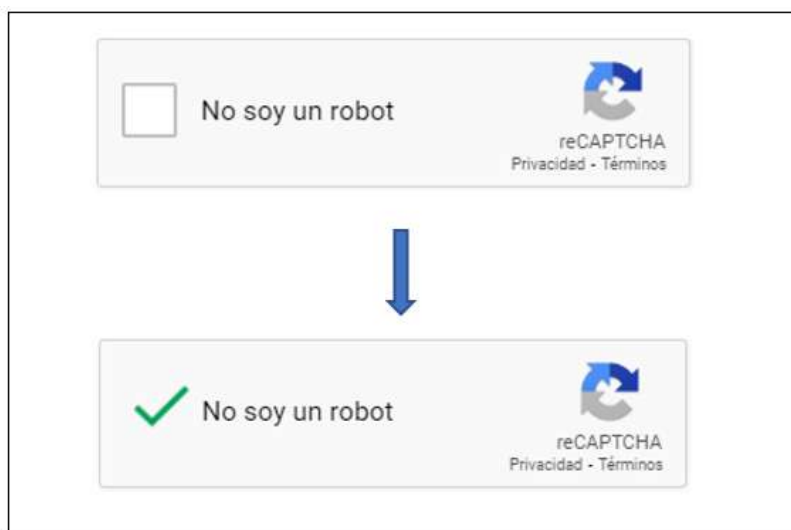 No soy un robot
reCAPTCHA
Privacidad - Términos
No soy un robot
reCAPTCHA
Privacidad - Términos